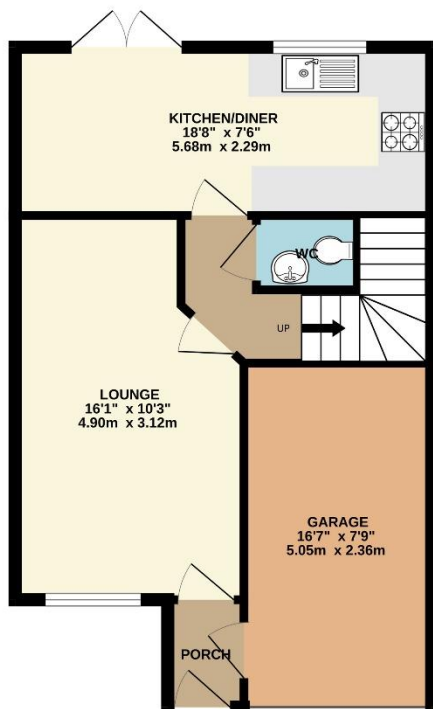 KITCHEN/DINER
18'8" x 7'6"
5.68m x 2.29m
WC
UP
LOUNGE
16'1" x 10'3"
4.90m x 3.12m
GARAGE
16'7" x 7'9"
5.05m x 2.36m
PORCH